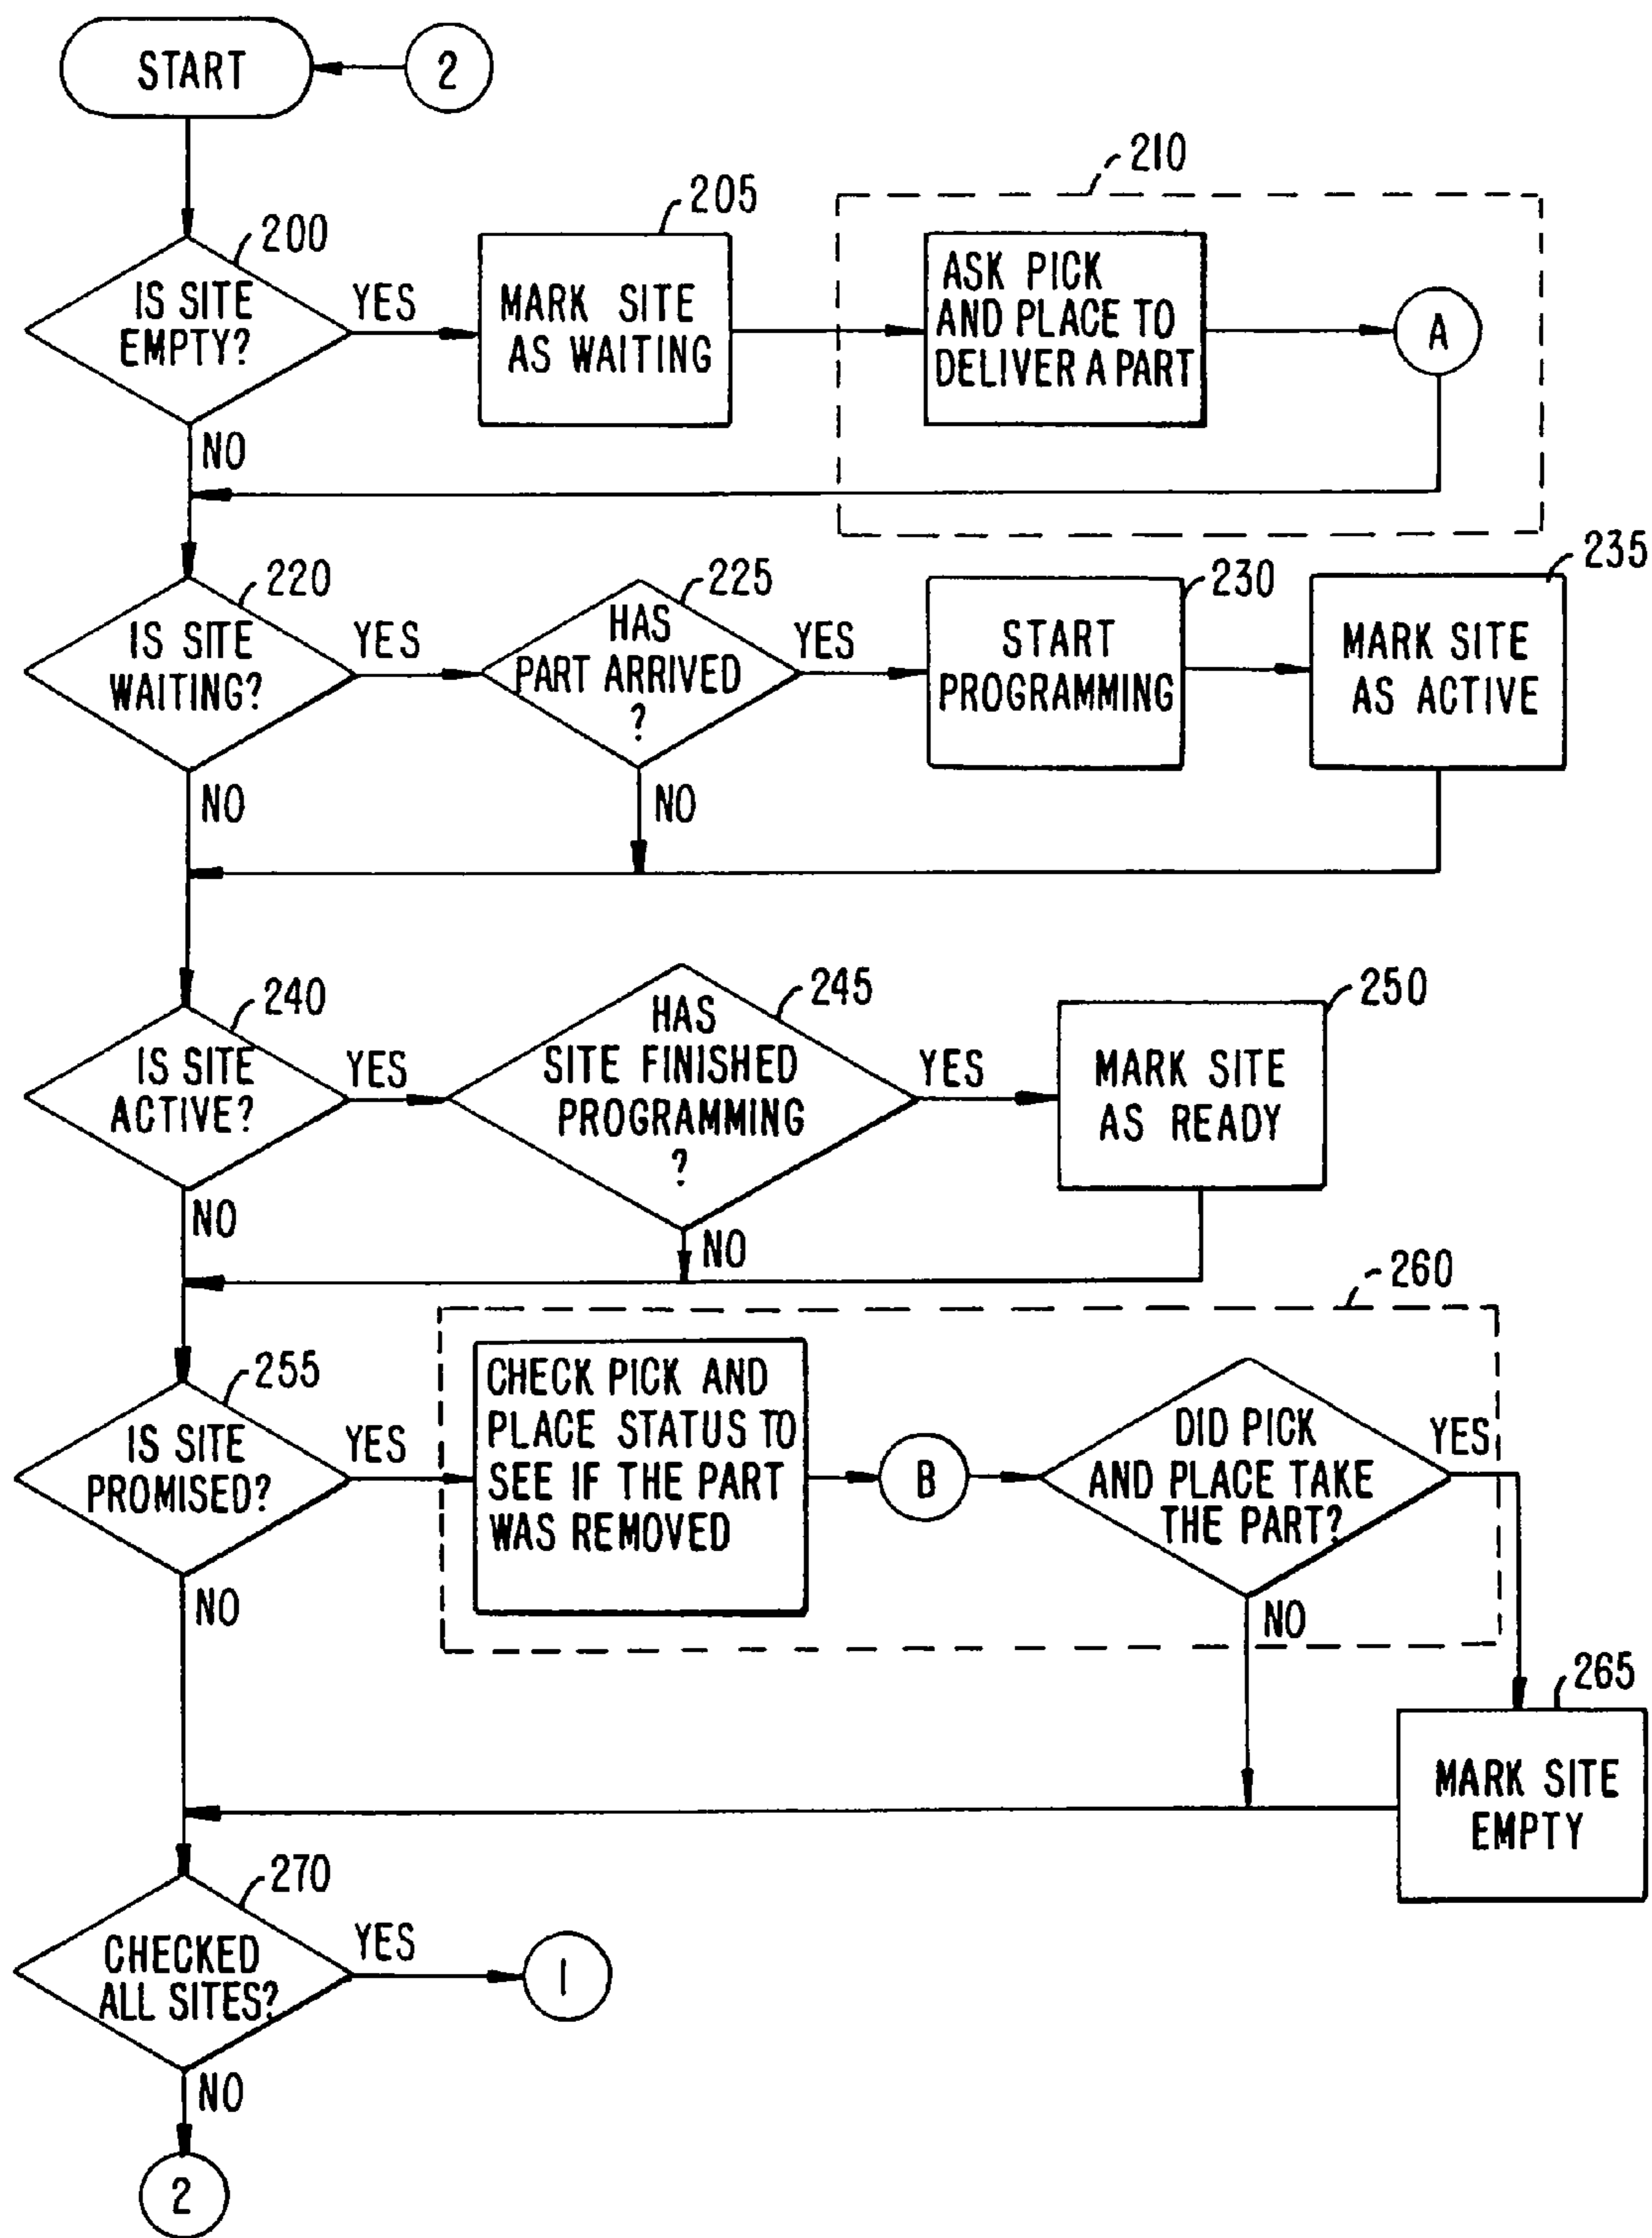 START
2
210
205
200
IS SITE
EMPTY?
YES
MARK SITE
AS WAITING
ASK PICK
AND PLACE TO
DELIVER A PART
A
NO
235
220
225
230
IS SITE
WAITING?
YES
HAS
PART ARRIVED
?
YES
START
PROGRAMMING
MARK SITE
AS ACTIVE
NO
NO
240
245
250
IS SITE
ACTIVE?
YES
HAS
SITE FINISHED
PROGRAMMING
?
YES
MARK SITE
AS READY
NO
NO
260
255
IS SITE
PROMISED?
YES
CHECK PICK AND
PLACE STATUS TO
SEE IF THE PART
WAS REMOVED
B
DID PICK
AND PLACE TAKE
THE PART?
YES
NO
NO
265
MARK SITE
EMPTY
270
CHECKED
ALL SITES?
YES
1
NO
2